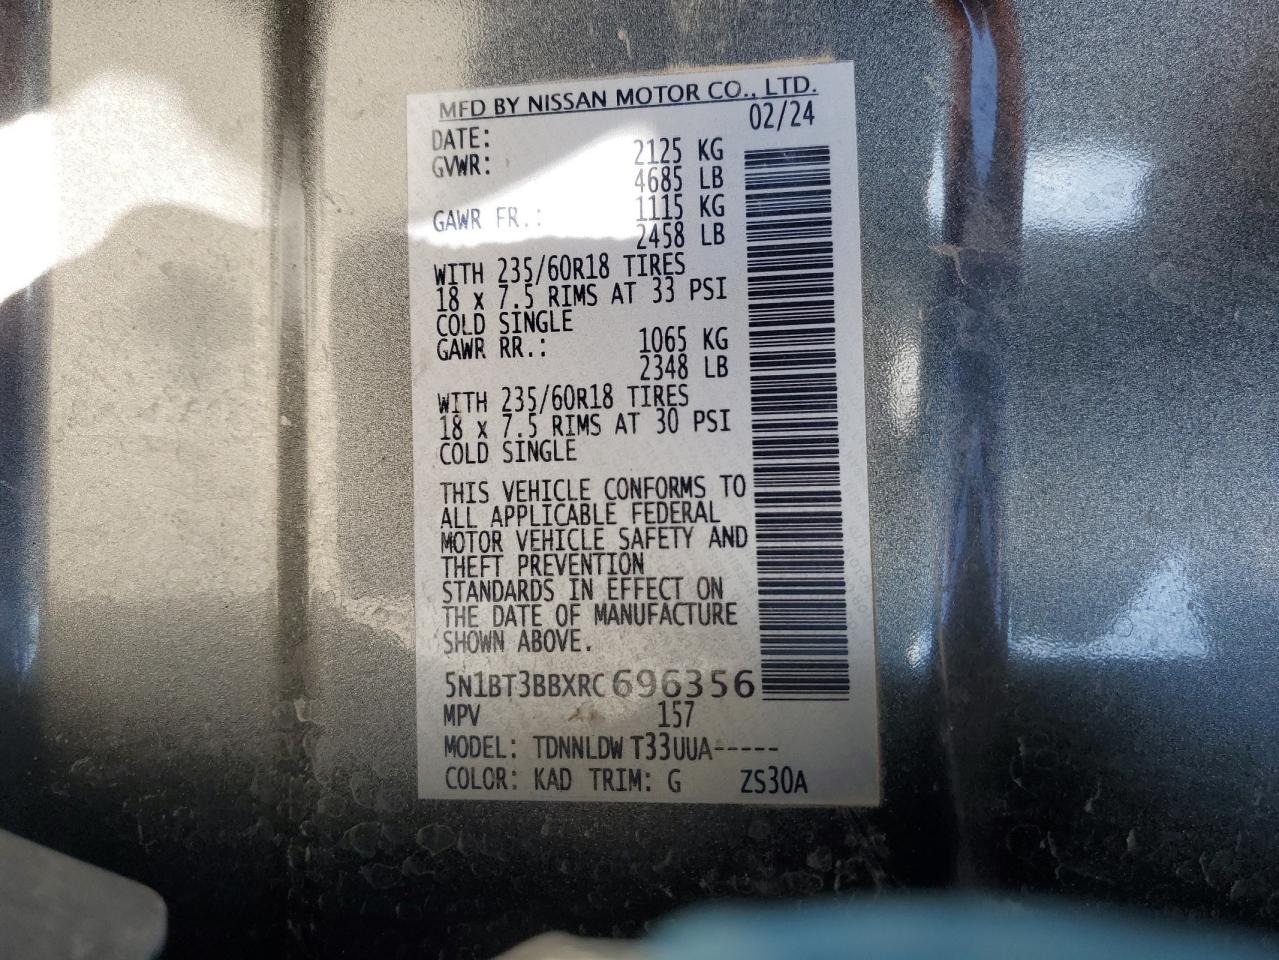 MFD BY NISSAN MOTOR CO., LTD.
DATE: 02/24
GVWR: 2125 KG
4685 LB
GAWR FR.: 1115 KG
2458 LB
WITH 235/60R18 TIRES
18 x 7.5 RIMS AT 33 PSI
COLD SINGLE
GAWR RR.: 1065 KG
2348 LB
WITH 235/60R18 TIRES
18 x 7.5 RIMS AT 30 PSI
COLD SINGLE
THIS VEHICLE CONFORMS TO
ALL APPLICABLE FEDERAL
MOTOR VEHICLE SAFETY AND
THEFT PREVENTION
STANDARDS IN EFFECT ON
THE DATE OF MANUFACTURE
SHOWN ABOVE.
5N1BT3BBXRC696356
MPV 157
MODEL: TDNNLDW T33UUA-----
COLOR: KAD TRIM: G ZS30A